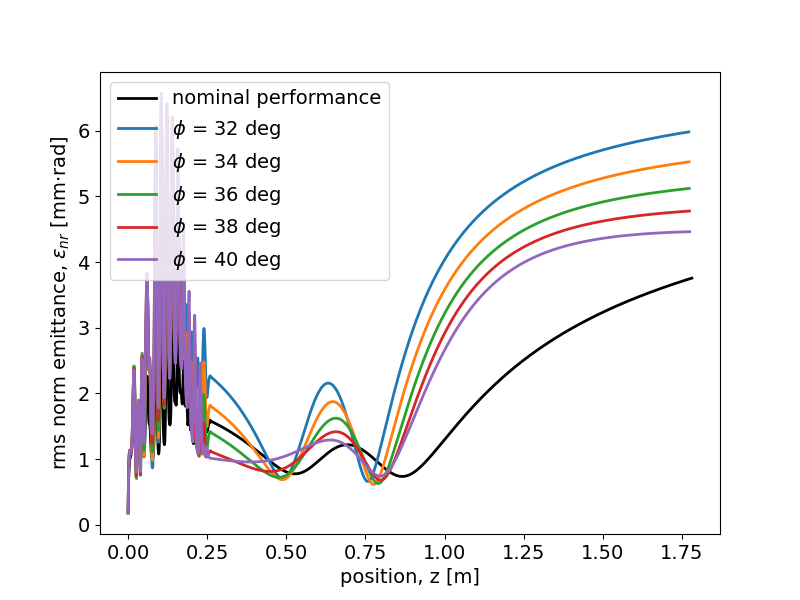 nominal performance
ϕ = 32 deg
ϕ = 34 deg
ϕ = 36 deg
ϕ = 38 deg
ϕ = 40 deg
rms norm emittance, εnr [mm·rad]
6
5
4
3
2
1
0
0.00 0.25 0.50 0.75 1.00 1.25 1.50 1.75
position, z [m]